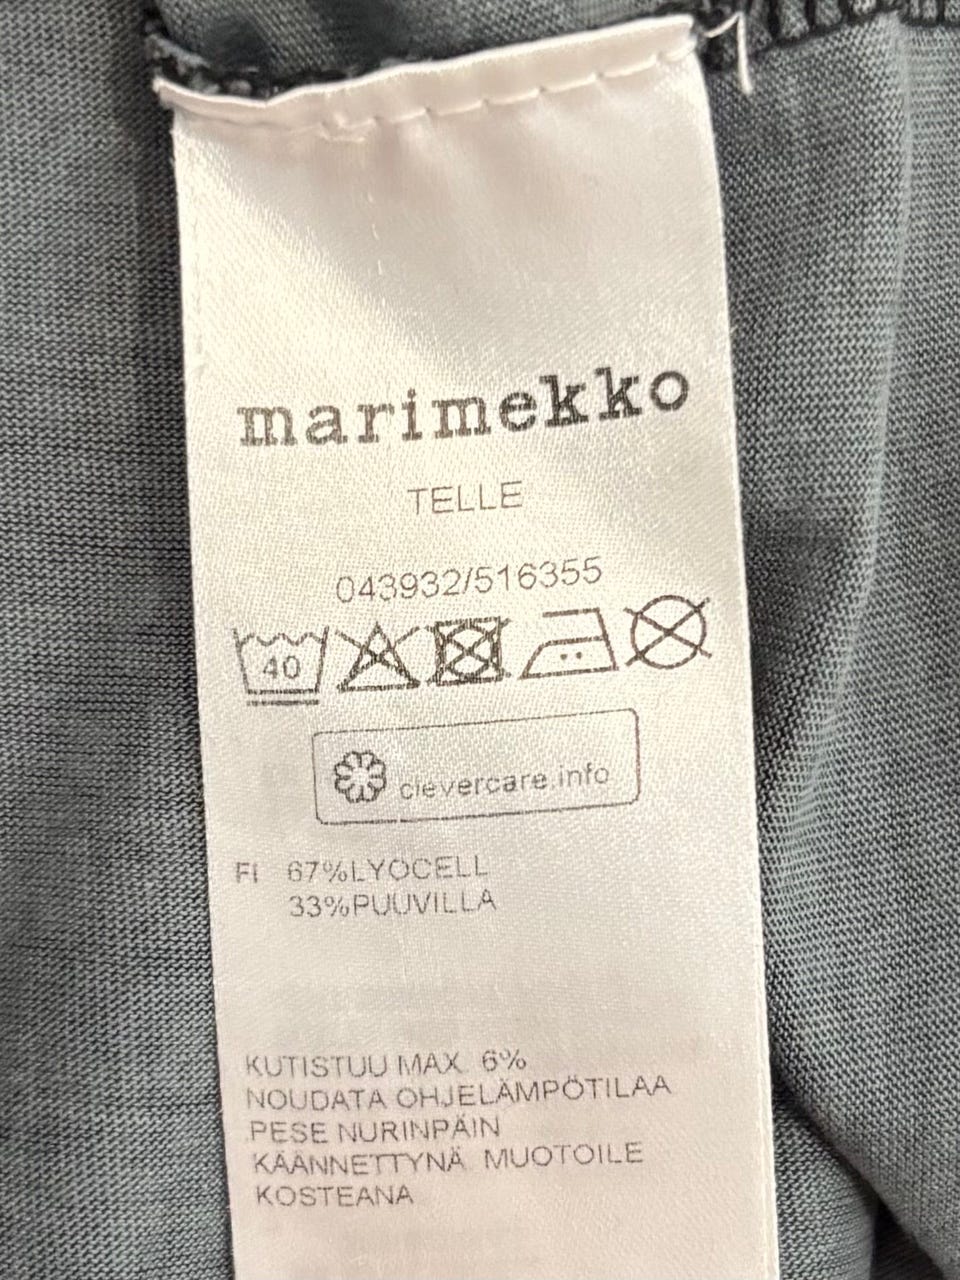 marimekko
TELLE
043932/516355
40
clevercare.info
FI 67%LYOCELL
33%PUUVILLA
KUTISTUU MAX 6%
NOUDATA OHJELÄMPÖTILAA
PESE NURINPÄIN
KÄÄNNETTYNÄ MUOTOILE
KOSTEANA